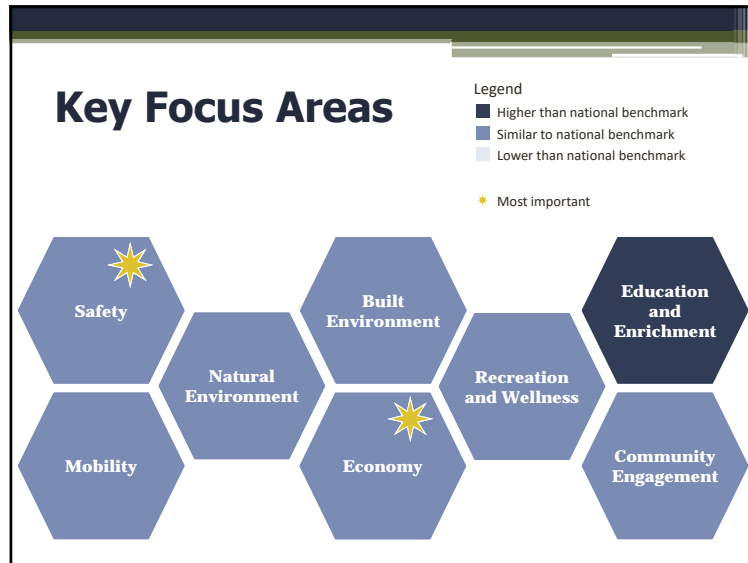 Key Focus Areas
Legend
Higher than national benchmark
Similar to national benchmark
Lower than national benchmark
Most important
Safety
Built
Environment
Education
and
Enrichment
Natural
Environment
Recreation
and Wellness
Mobility
Economy
Community
Engagement